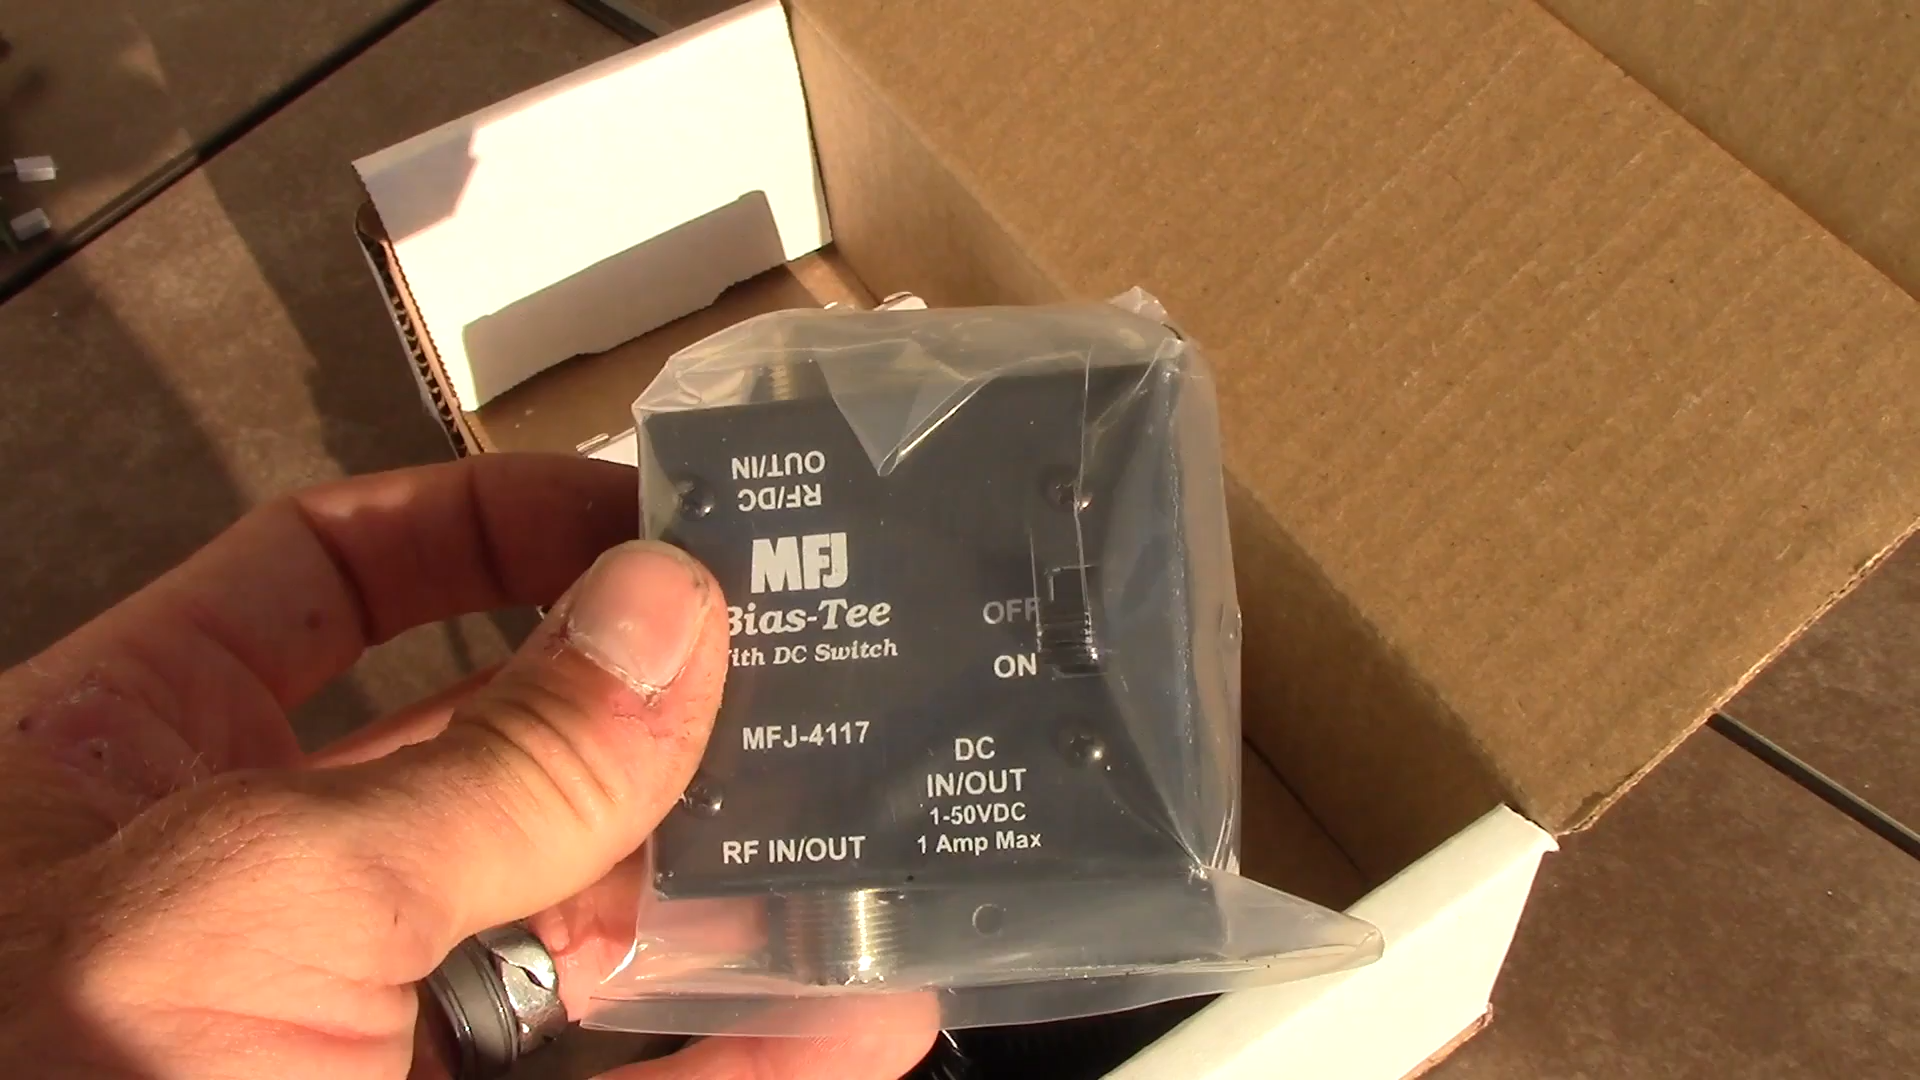 RF/DC
OUT/IN
MFJ
Bias-Tee
With DC Switch
OFF
ON
MFJ-4117
DC
IN/OUT
1-50VDC
1 Amp Max
RF IN/OUT